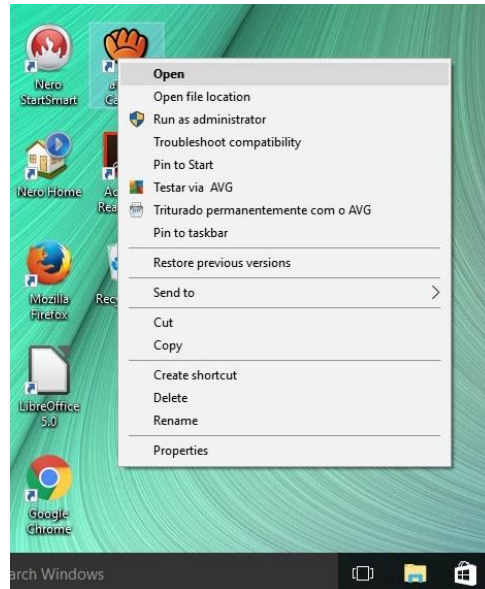 Nero
StartSmart
Nero Home
Mozilla
Firefox
LibreOffice
5.0
Google
Chrome
Open
Open file location
Run as administrator
Troubleshoot compatibility
Pin to Start
Testar via AVG
Triturado permanentemente com o AVG
Pin to taskbar
Restore previous versions
Send to
Cut
Copy
Create shortcut
Delete
Rename
Properties
arch Windows